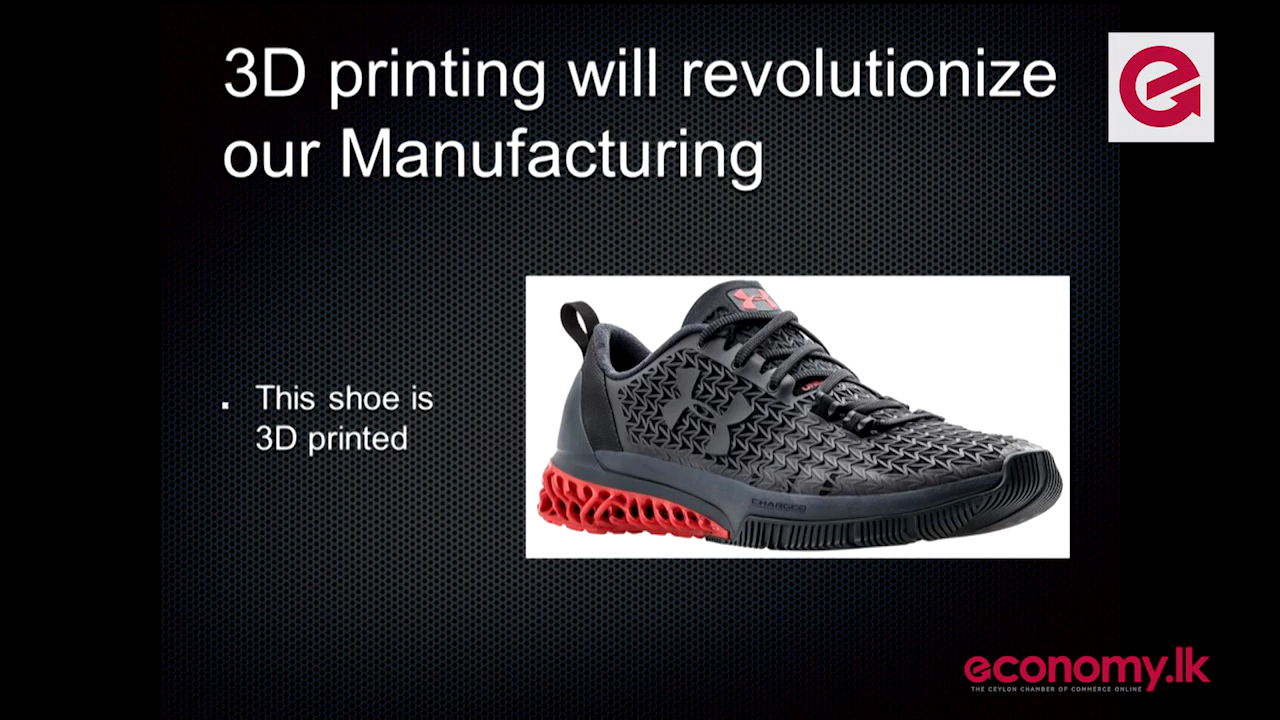 3D printing will revolutionize
our Manufacturing
This shoe is
3D printed
CHARGED
economy.lk
THE CEYLON CHAMBER OF COMMERCE ONLINE